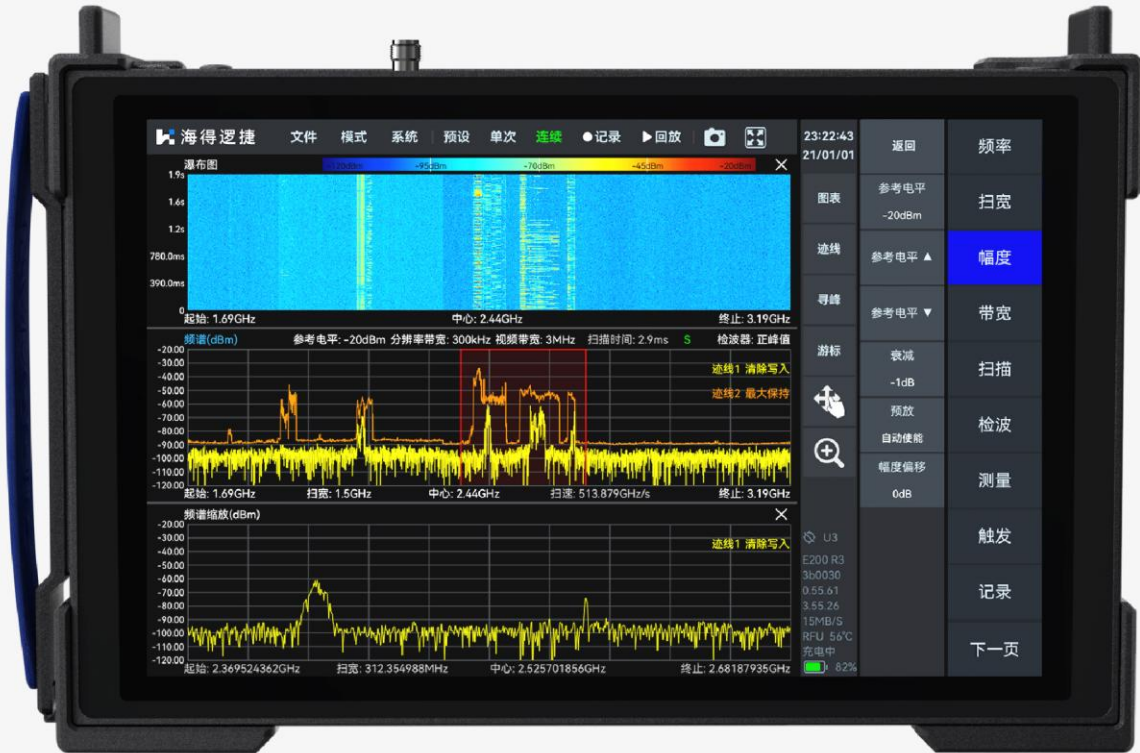 海得逻捷 文件 模式 系统 预设 单次 连续 记录 回放
23:22:43
21/01/01
瀑布图
-120dBm -95dBm -70dBm -45dBm -20dBm
1.9s
1.6s
1.2s
780.0ms
390.0ms
0
起始: 1.69GHz 中心: 2.44GHz 终止: 3.19GHz
频谱(dBm) 参考电平: -20dBm 分辨率带宽: 300kHz 视频带宽: 3MHz 扫描时间: 2.9ms S 检波器: 正峰值
迹线1 清除写入
迹线2 最大保持
-20.00
-30.00
-40.00
-50.00
-60.00
-70.00
-80.00
-90.00
-100.00
-110.00
-120.00
起始: 1.69GHz 扫宽: 1.5GHz 中心: 2.44GHz 扫速: 513.879GHz/s 终止: 3.19GHz
频谱缩放(dBm)
迹线1 清除写入
-20.00
-30.00
-40.00
-50.00
-60.00
-70.00
-80.00
-90.00
-100.00
-110.00
-120.00
起始: 2.369524362GHz 扫宽: 312.354988MHz 中心: 2.525701856GHz 终止: 2.68187935GHz
图表
迹线
寻峰
游标
U3
E200 R3
3b0030
0.55.61
3.55.26
15MB/S
RFU 56°C
充电中
82%
返回
参考电平
-20dBm
参考电平 ▲
参考电平 ▼
衰减
-1dB
预放
自动使能
幅度偏移
0dB
频率
扫宽
幅度
带宽
扫描
检波
测量
触发
记录
下一页